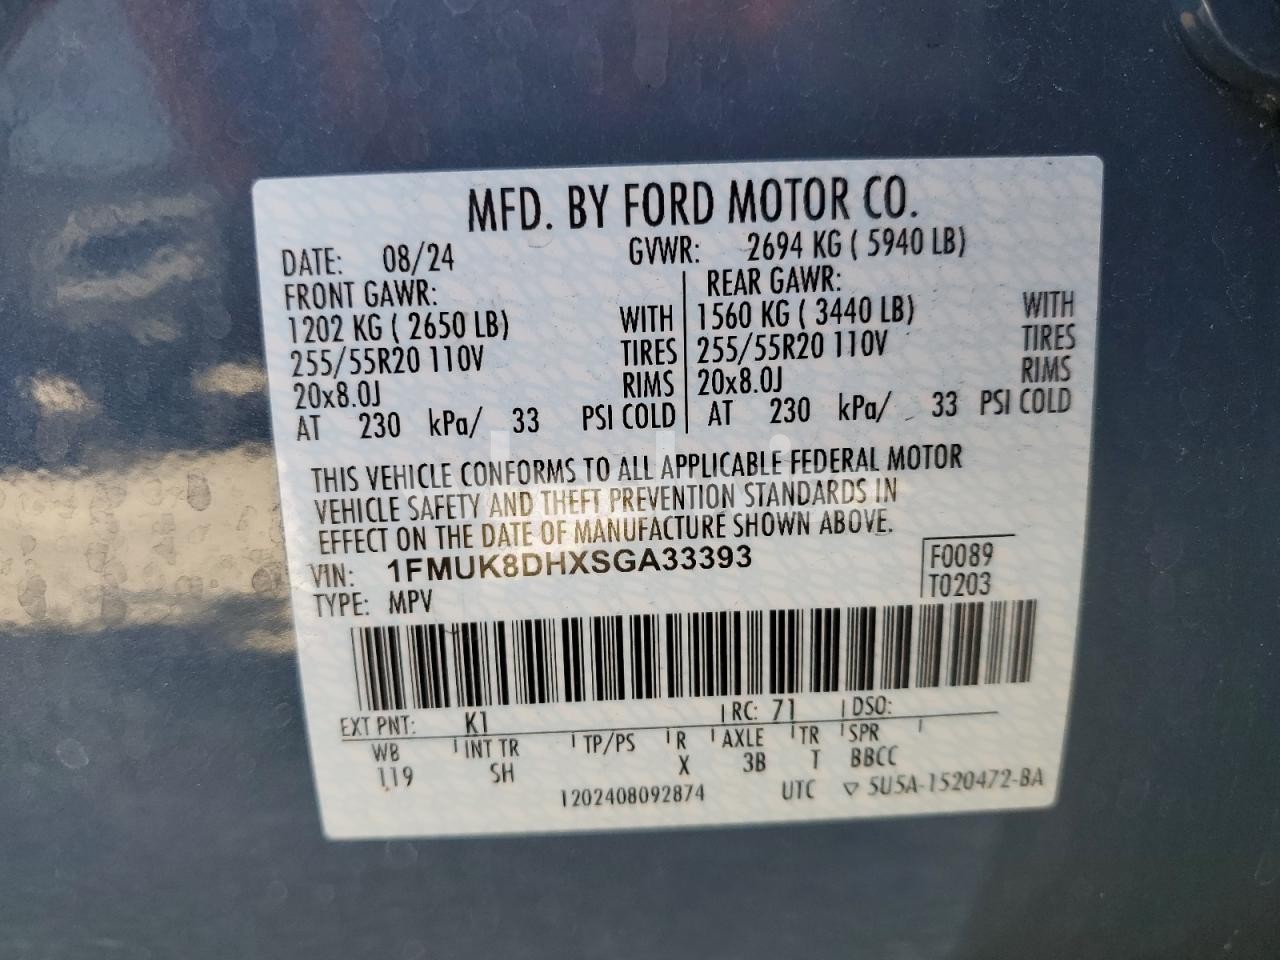 MFD. BY FORD MOTOR CO.
DATE: 08/24 GVWR: 2694 KG ( 5940 LB)
FRONT GAWR: REAR GAWR:
1202 KG ( 2650 LB) WITH 1560 KG ( 3440 LB) WITH
255/55R20 110V TIRES 255/55R20 110V TIRES
20x8.0J RIMS 20x8.0J RIMS
AT 230 kPa/ 33 PSI COLD AT 230 kPa/ 33 PSI COLD
THIS VEHICLE CONFORMS TO ALL APPLICABLE FEDERAL MOTOR
VEHICLE SAFETY AND THEFT PREVENTION STANDARDS IN
EFFECT ON THE DATE OF MANUFACTURE SHOWN ABOVE.
VIN: 1FMUK8DHXSGA33393 F0089
TYPE: MPV T0203
EXT PNT: K1 RC: 71 DSO:
WB INT TR TP/PS R AXLE TR SPR
119 SH X 3B T BBCC
1202408092874 UTC ▽ 5U5A-1520472-BA